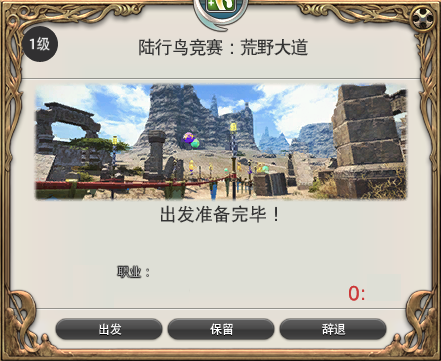 1级
陆行鸟竞赛：荒野大道
出发准备完毕！
职业：
0:
出发 保留 辞退